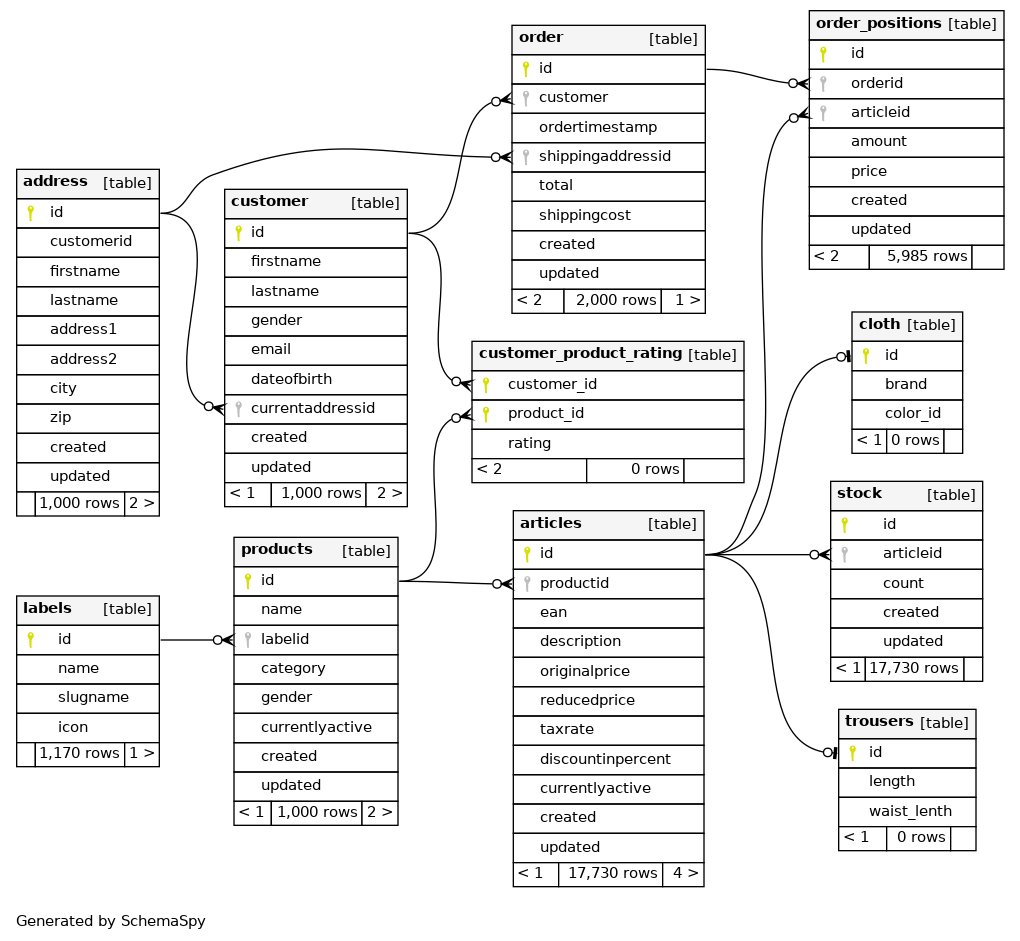 address [table]
id
customerid
firstname
lastname
address1
address2
city
zip
created
updated
1,000 rows 2 >
customer [table]
id
firstname
lastname
gender
email
dateofbirth
currentaddressid
created
updated
< 1 1,000 rows 2 >
order [table]
id
customer
ordertimestamp
shippingaddressid
total
shippingcost
created
updated
< 2 2,000 rows 1 >
order_positions [table]
id
orderid
articleid
amount
price
created
updated
< 2 5,985 rows
customer_product_rating [table]
customer_id
product_id
rating
< 2 0 rows
cloth [table]
id
brand
color_id
< 1 0 rows
labels [table]
id
name
slugname
icon
1,170 rows 1 >
products [table]
id
name
labelid
category
gender
currentlyactive
created
updated
< 1 1,000 rows 2 >
articles [table]
id
productid
ean
description
originalprice
reducedprice
taxrate
discountinpercent
currentlyactive
created
updated
< 1 17,730 rows 4 >
stock [table]
id
articleid
count
created
updated
< 1 17,730 rows
trousers [table]
id
length
waist_lenth
< 1 0 rows
Generated by SchemaSpy